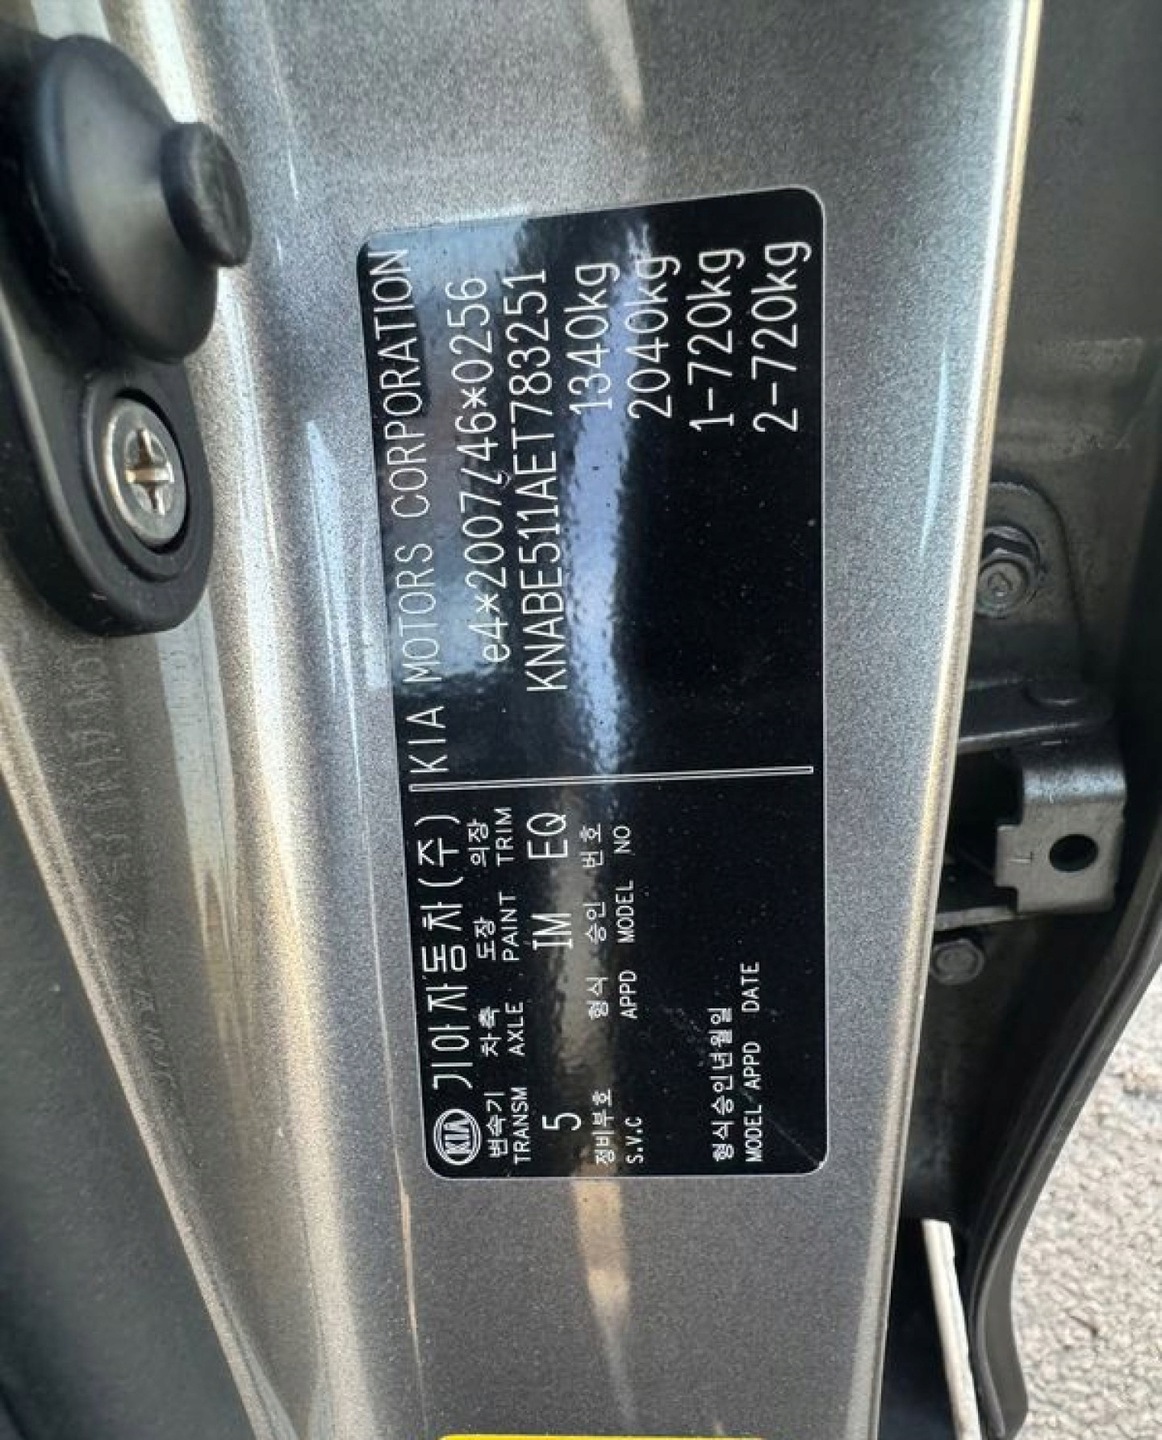 KIA 기아자동차(주) KIA MOTORS CORPORATION
변속기 차축 도장 의장
TRANSM AXLE PAINT TRIM
e4*2007/46*0256
5 IM EQ
KNABE511AET783251
정비부호 형식 승인 번호
S.V.C APPD MODEL NO
1340kg
2040kg
형식승인년월일
MODEL APPD DATE
1-720kg
2-720kg